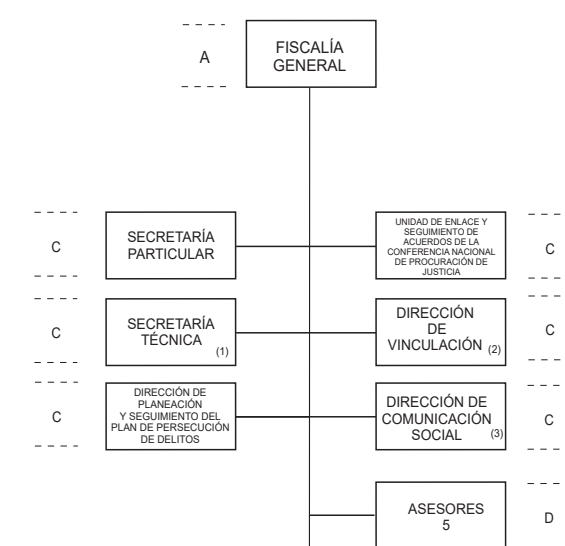 A
FISCALÍA
GENERAL
C
SECRETARÍA
PARTICULAR
UNIDAD DE ENLACE Y
SEGUIMIENTO DE
ACUERDOS DE LA
CONFERENCIA NACIONAL
DE PROCURACIÓN DE
JUSTICIA
C
C
SECRETARÍA
TÉCNICA
(1)
DIRECCIÓN
DE
VINCULACIÓN (2)
C
C
DIRECCIÓN DE
PLANEACIÓN
Y SEGUIMIENTO DEL
PLAN DE PERSECUCIÓN
DE DELITOS
DIRECCIÓN DE
COMUNICACIÓN
SOCIAL (3)
C
ASESORES
5
D